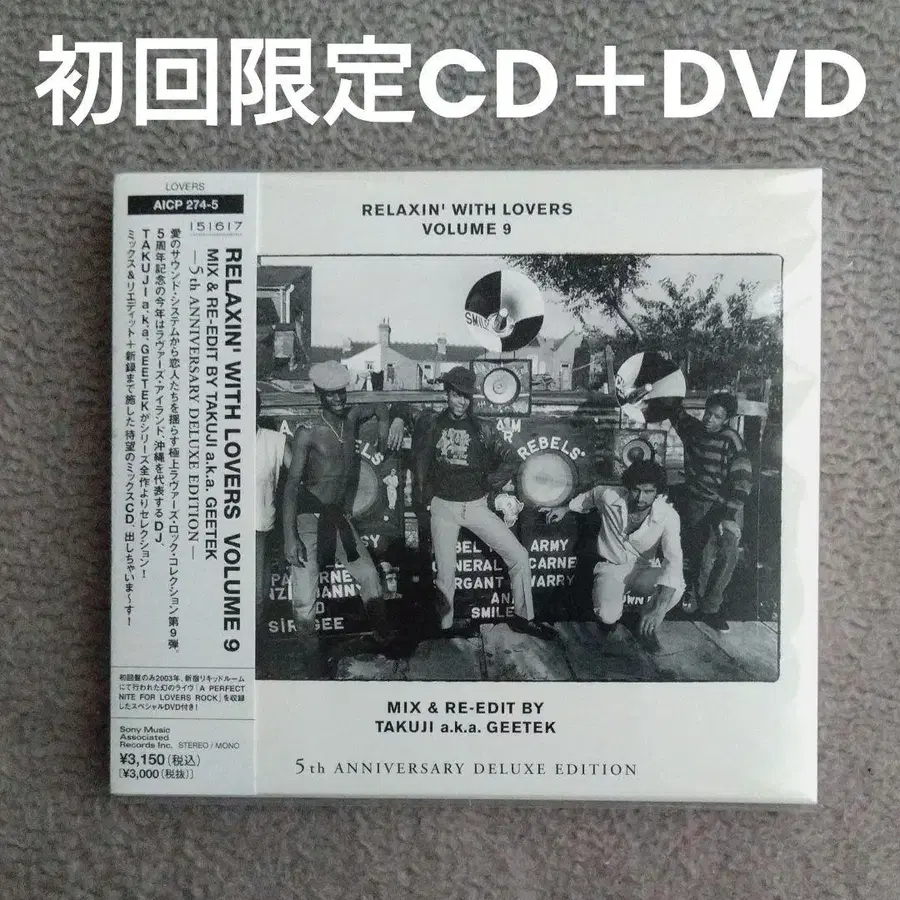 初回限定CD＋DVD
LOVERS
AICP 274-5
151617
RELAXIN' WITH LOVERS VOLUME 9
MIX & RE-EDIT BY TAKUJI a.k.a. GEETEK
—5th ANNIVERSARY DELUXE EDITION—
愛のサウンド・システムから恋人たちを揺らす極上ラヴァーズ・ロック・コレクション第9弾。
5周年記念の今年はラヴァーズ・アイランド、沖縄を代表するDJ、
TAKUJI a.k.a. GEETEKがシリーズ全作よりセレクション！
ミックス&リエディット＋新録まで施した待望のミックスCD、出しちゃいま〜す！
初回盤のみ2003年、新宿リキッドルーム
にて行われた幻のライヴ「A PERFECT
NITE FOR LOVERS ROCK」を収録
したスペシャルDVD付き！
Sony Music
Associated
Records Inc. STEREO / MONO
¥3,150(税込)
[¥3,000(税抜)]
RELAXIN' WITH LOVERS
VOLUME 9
SMILE
REBELS'
ARMY
GENERAL CARNE
WARRY
AN
SMILE
SIR GEE
MIX & RE-EDIT BY
TAKUJI a.k.a. GEETEK
5th ANNIVERSARY DELUXE EDITION